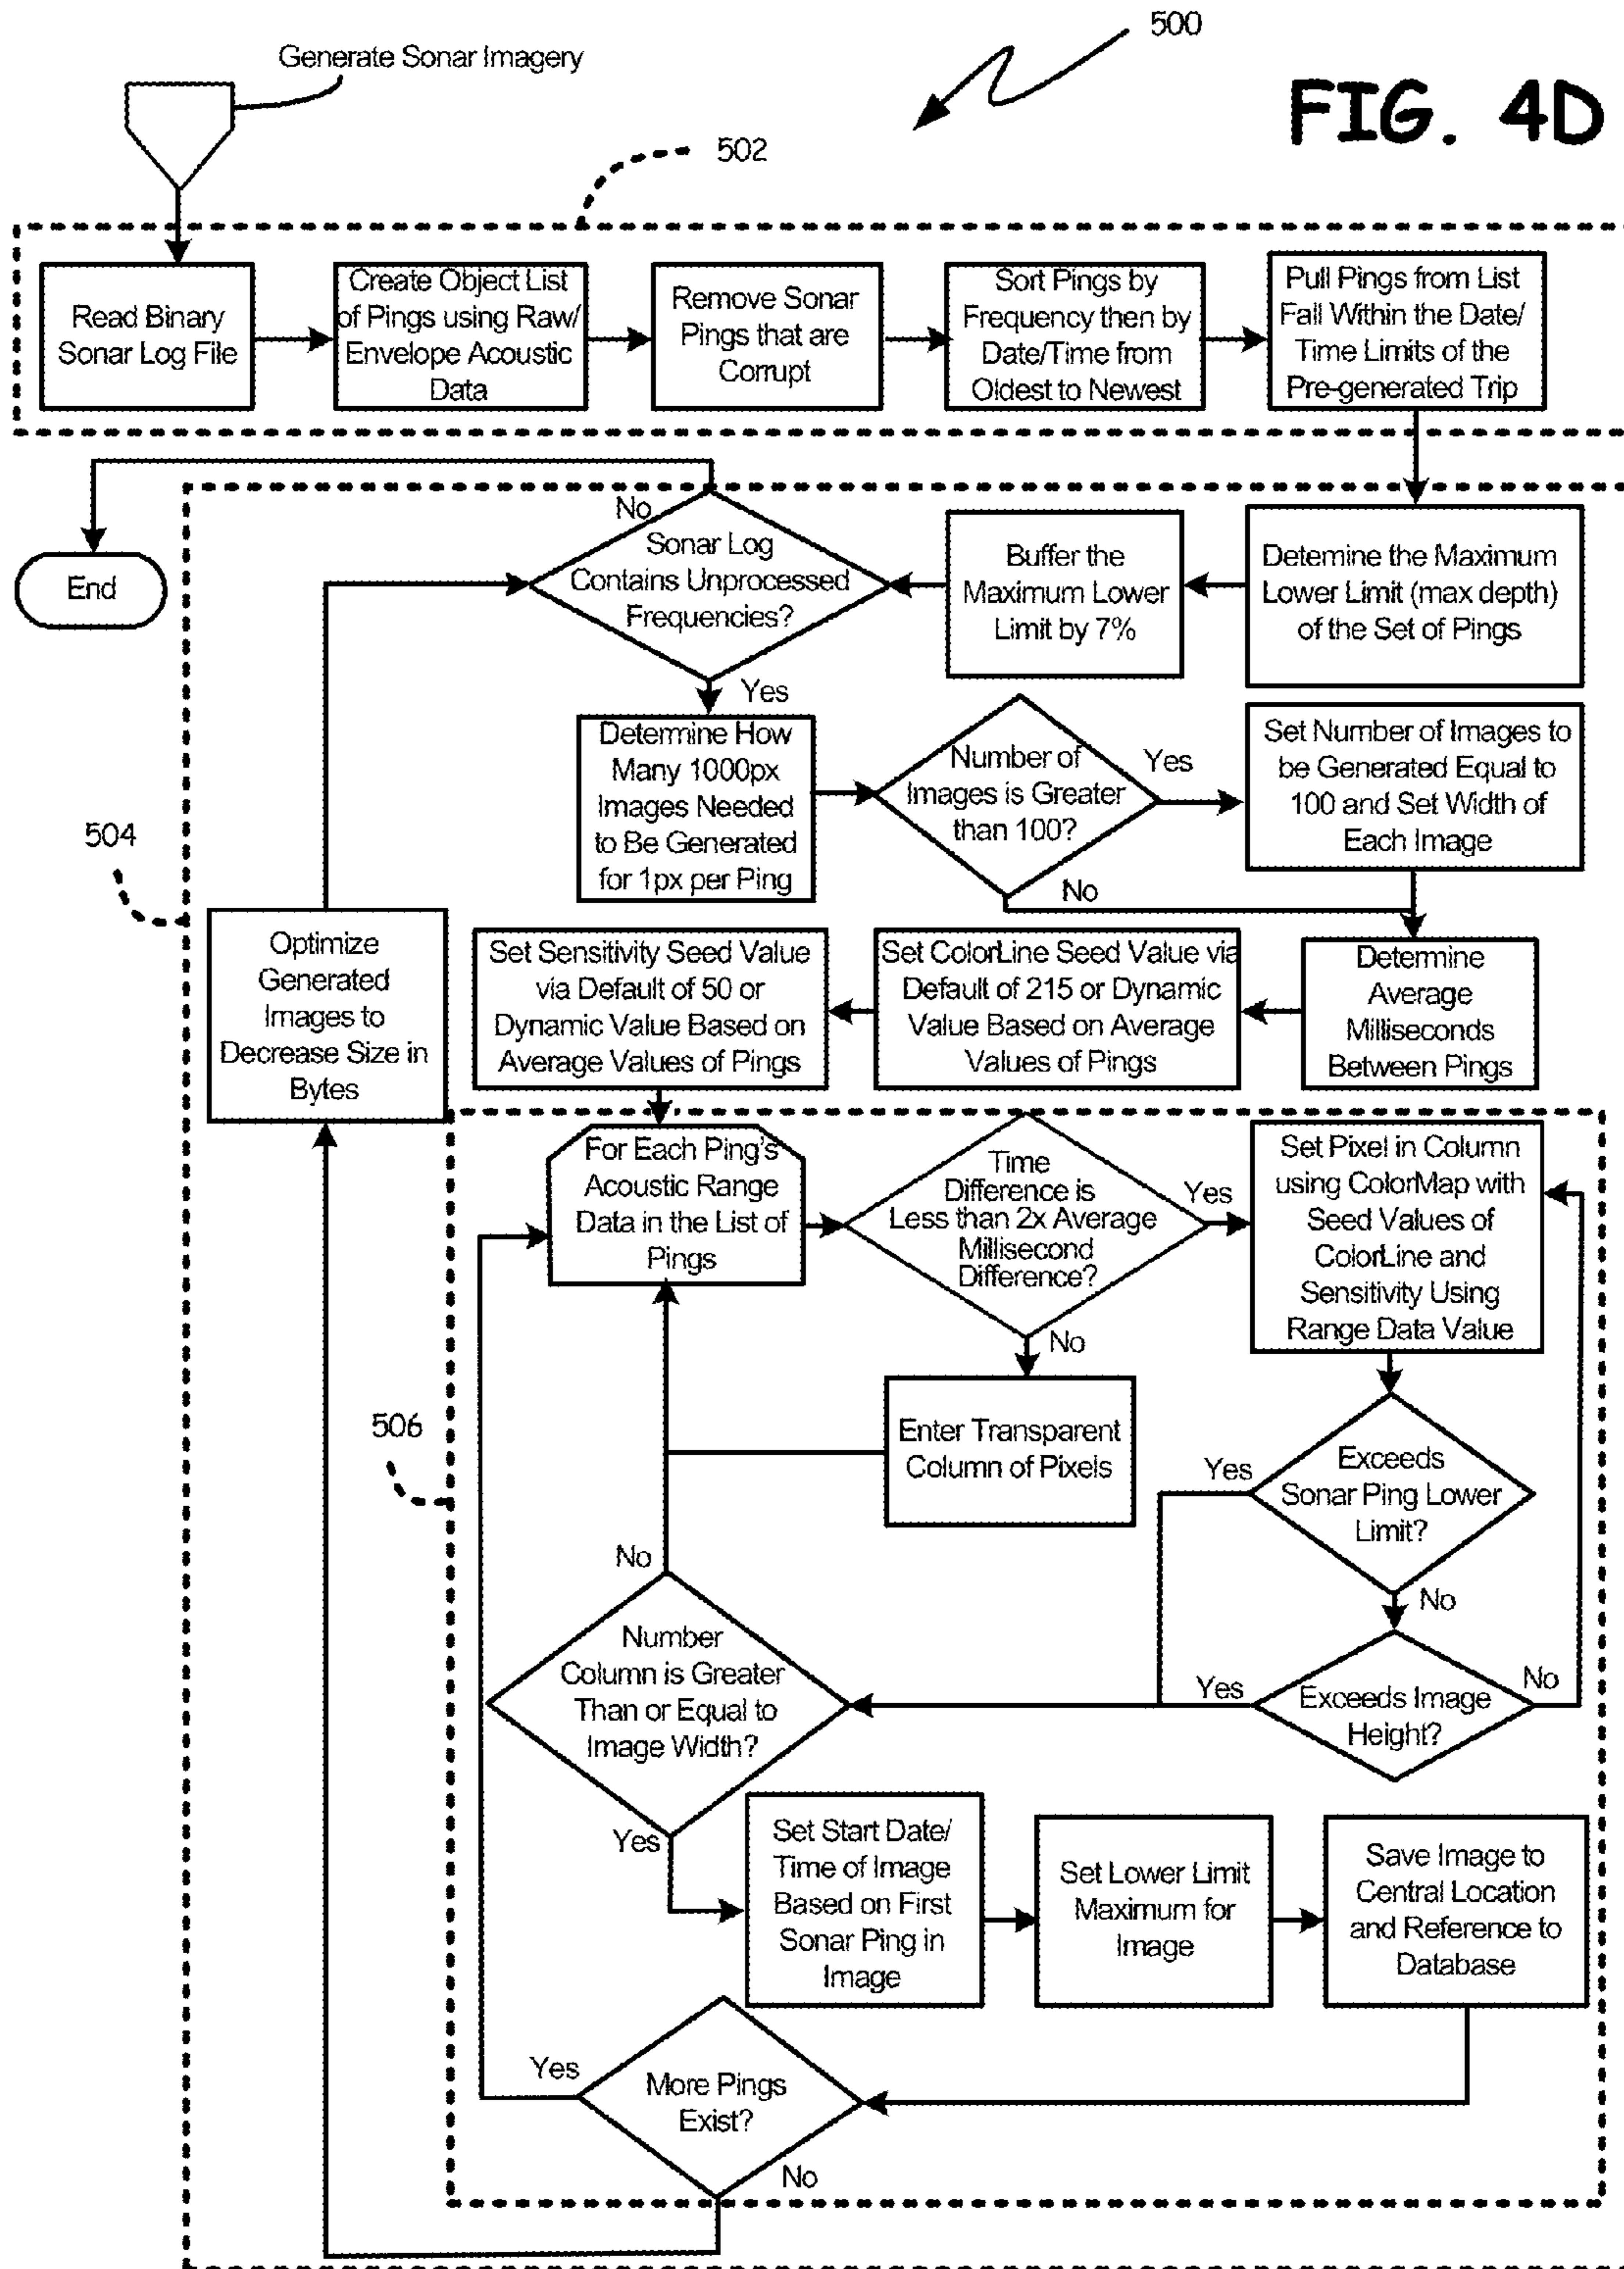 Generate Sonar Imagery
500
FIG. 4D
502
Read Binary
Sonar Log File
Create Object List
of Pings using Raw/
Envelope Acoustic
Data
Remove Sonar
Pings that are
Corrupt
Sort Pings by
Frequency then by
Date/Time from
Oldest to Newest
Pull Pings from List
Fall Within the Date/
Time Limits of the
Pre-generated Trip
End
No
Sonar Log
Contains Unprocessed
Frequencies?
Yes
Buffer the
Maximum Lower
Limit by 7%
Detemine the Maximum
Lower Limit (max depth)
of the Set of Pings
Determine How
Many 1000px
Images Needed
to Be Generated
for 1px per Ping
Number of
Images is Greater
than 100?
Yes
No
Set Number of Images to
be Generated Equal to
100 and Set Width of
Each Image
504
Optimize
Generated
Images to
Decrease Size in
Bytes
Set Sensitivity Seed Value
via Default of 50 or
Dynamic Value Based on
Average Values of Pings
Set ColorLine Seed Value via
Default of 215 or Dynamic
Value Based on Average
Values of Pings
Determine
Average
Milliseconds
Between Pings
For Each Ping's
Acoustic Range
Data in the List of
Pings
Time
Difference is
Less than 2x Average
Millisecond
Difference?
Yes
No
Set Pixel in Column
using ColorMap with
Seed Values of
ColorLine and
Sensitivity Using
Range Data Value
506
Enter Transparent
Column of Pixels
Yes
Exceeds
Sonar Ping Lower
Limit?
No
No
Number
Column is Greater
Than or Equal to
Image Width?
Yes
Yes
Exceeds Image
Height?
No
Set Start Date/
Time of Image
Based on First
Sonar Ping in
Image
Set Lower Limit
Maximum for
Image
Save Image to
Central Location
and Reference to
Database
Yes
More Pings
Exist?
No